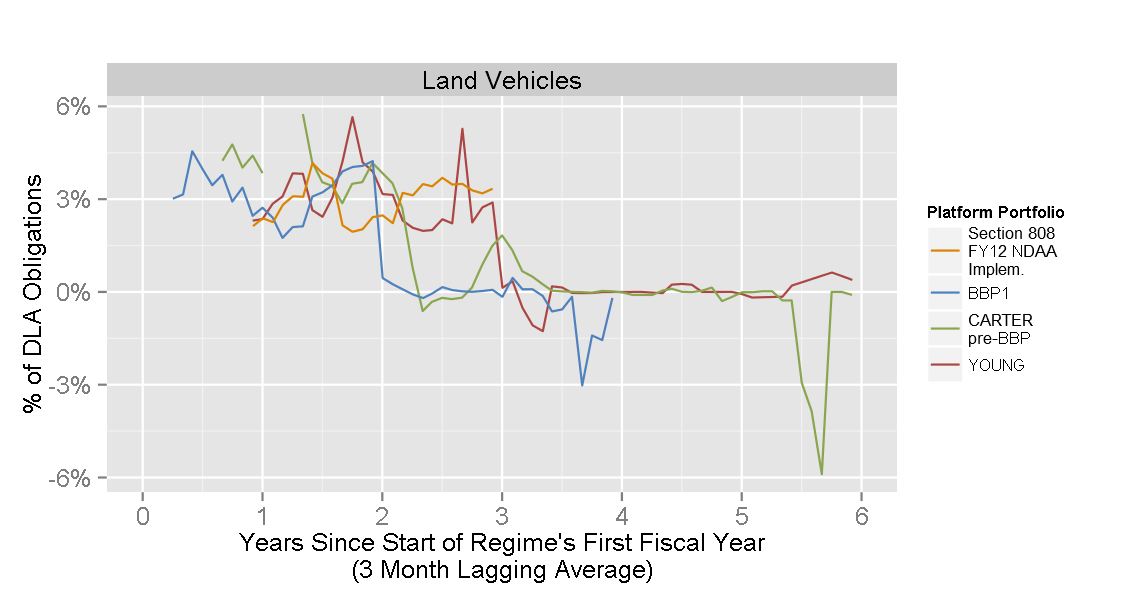 Land Vehicles
6%
3%
0%
-3%
-6%
% of DLA Obligations
0 1 2 3 4 5 6
Years Since Start of Regime's First Fiscal Year
(3 Month Lagging Average)
Platform Portfolio
Section 808
FY12 NDAA
Implem.
BBP1
CARTER
pre-BBP
YOUNG